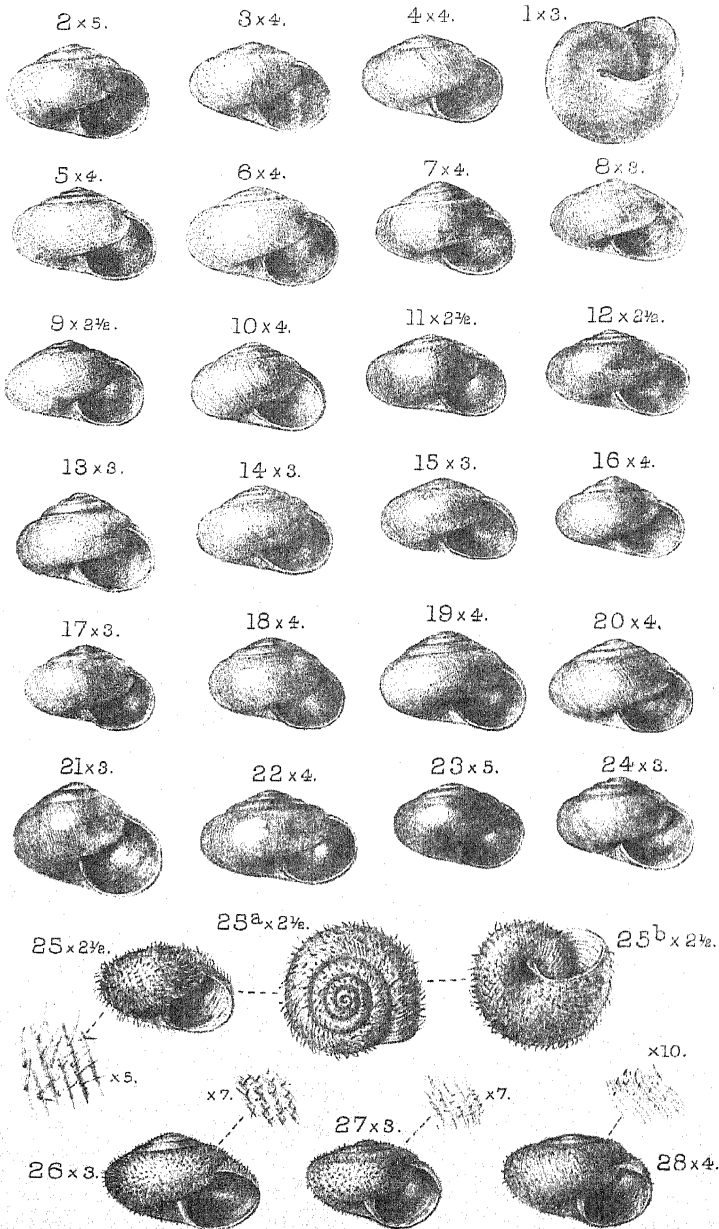 2 x 5. 3 x 4. 4 x 4. 1 x 3.
5 x 4. 6 x 4. 7 x 4. 8 x 3.
9 x 2½. 10 x 4. 11 x 2½. 12 x 2½.
13 x 3. 14 x 3. 15 x 3. 16 x 4.
17 x 3. 18 x 4. 19 x 4. 20 x 4.
21 x 3. 22 x 4. 23 x 5. 24 x 3.
25 x 2½. 25a x 2½. 25b x 2½.
x 5. x 7. x 7. x 10.
26 x 3. 27 x 3. 28 x 4.